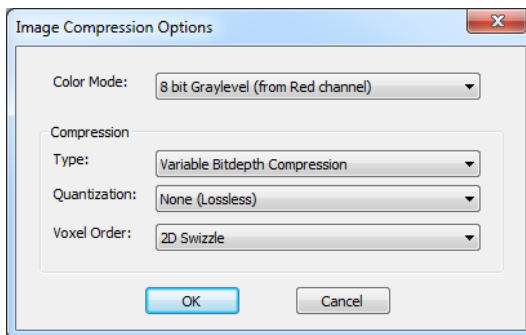 Image Compression Options
Color Mode: 8 bit Graylevel (from Red channel)
Compression
Type: Variable Bitdepth Compression
Quantization: None (Lossless)
Voxel Order: 2D Swizzle
OK Cancel